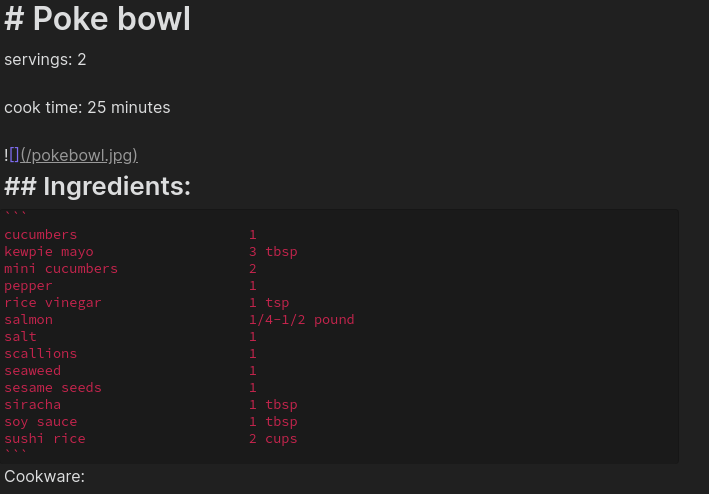 # Poke bowl
servings: 2
cook time: 25 minutes
![](/pokebowl.jpg)
## Ingredients:
```
cucumbers 1
kewpie mayo 3 tbsp
mini cucumbers 2
pepper 1
rice vinegar 1 tsp
salmon 1/4-1/2 pound
salt 1
scallions 1
seaweed 1
sesame seeds 1
siracha 1 tbsp
soy sauce 1 tbsp
sushi rice 2 cups
```
Cookware: